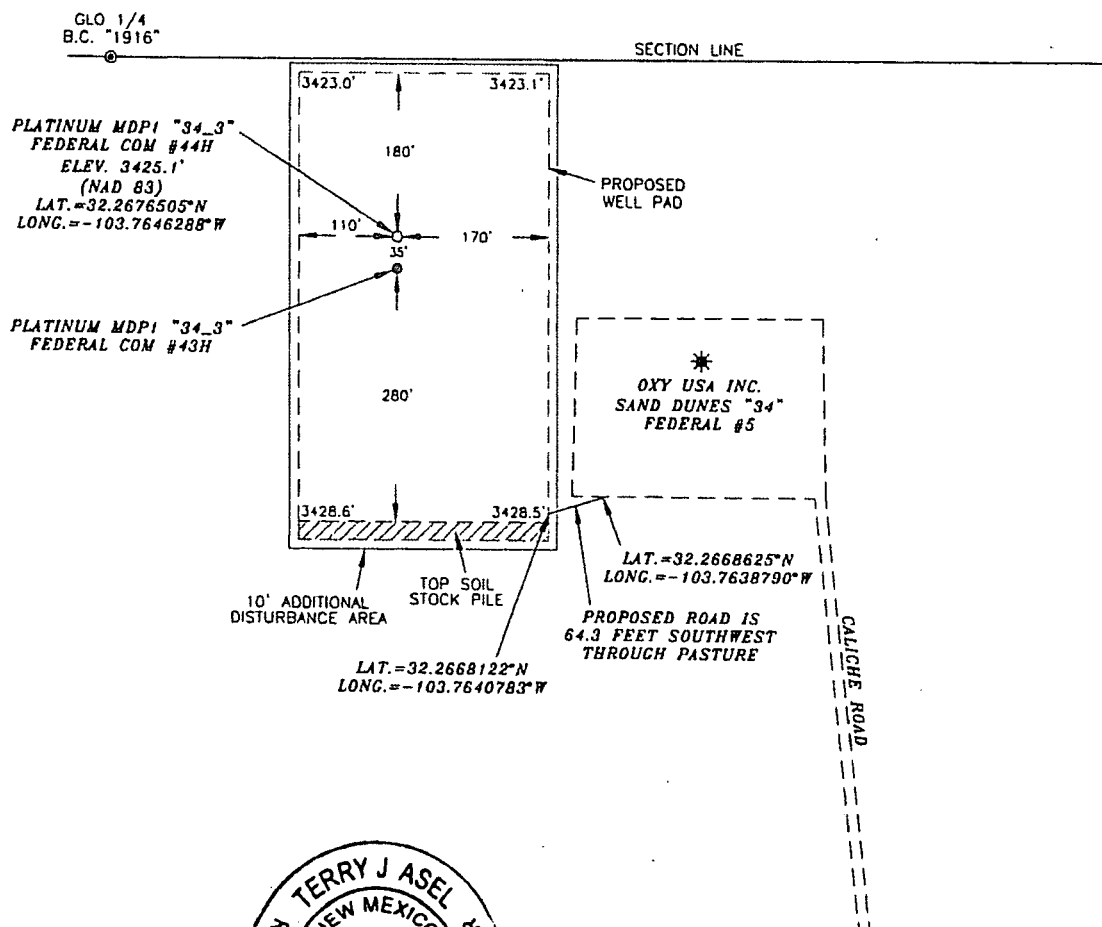 GLO 1/4
B.C. "1916"
SECTION LINE
3423.0'
3423.1'
PLATINUM MDP1 "34_3"
FEDERAL COM #44H
ELEV. 3425.1'
(NAD 83)
LAT.=32.2676505°N
LONG.=-103.7646288°W
180'
PROPOSED
WELL PAD
110'
170'
35'
PLATINUM MDP1 "34_3"
FEDERAL COM #43H
280'
OXY USA INC.
SAND DUNES "34"
FEDERAL #5
3428.6'
3428.5'
LAT.=32.2668625°N
LONG.=-103.7638790°W
TOP SOIL
STOCK PILE
10' ADDITIONAL
DISTURBANCE AREA
PROPOSED ROAD IS
64.3 FEET SOUTHWEST
THROUGH PASTURE
LAT.=32.2668122°N
LONG.=-103.7640783°W
CALICHE ROAD
TERRY J ASEL
NEW MEXICO